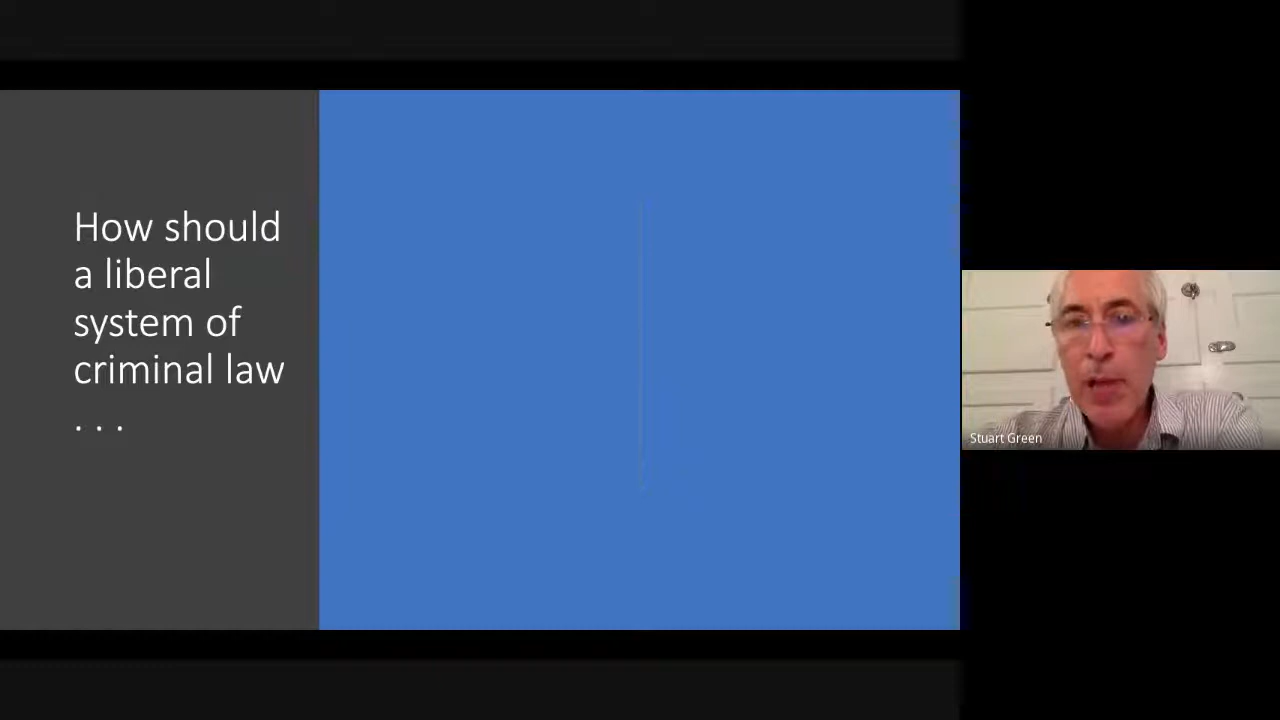 How should
a liberal
system of
criminal law
. . .
Stuart Green